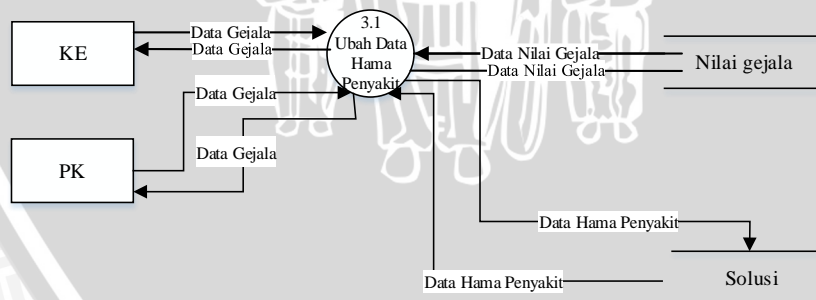 KE
Data Gejala
Data Gejala
3.1
Ubah Data
Hama
Penyakit
Data Nilai Gejala
Data Nilai Gejala
Nilai gejala
Data Gejala
PK
Data Gejala
Data Hama Penyakit
Data Hama Penyakit
Solusi